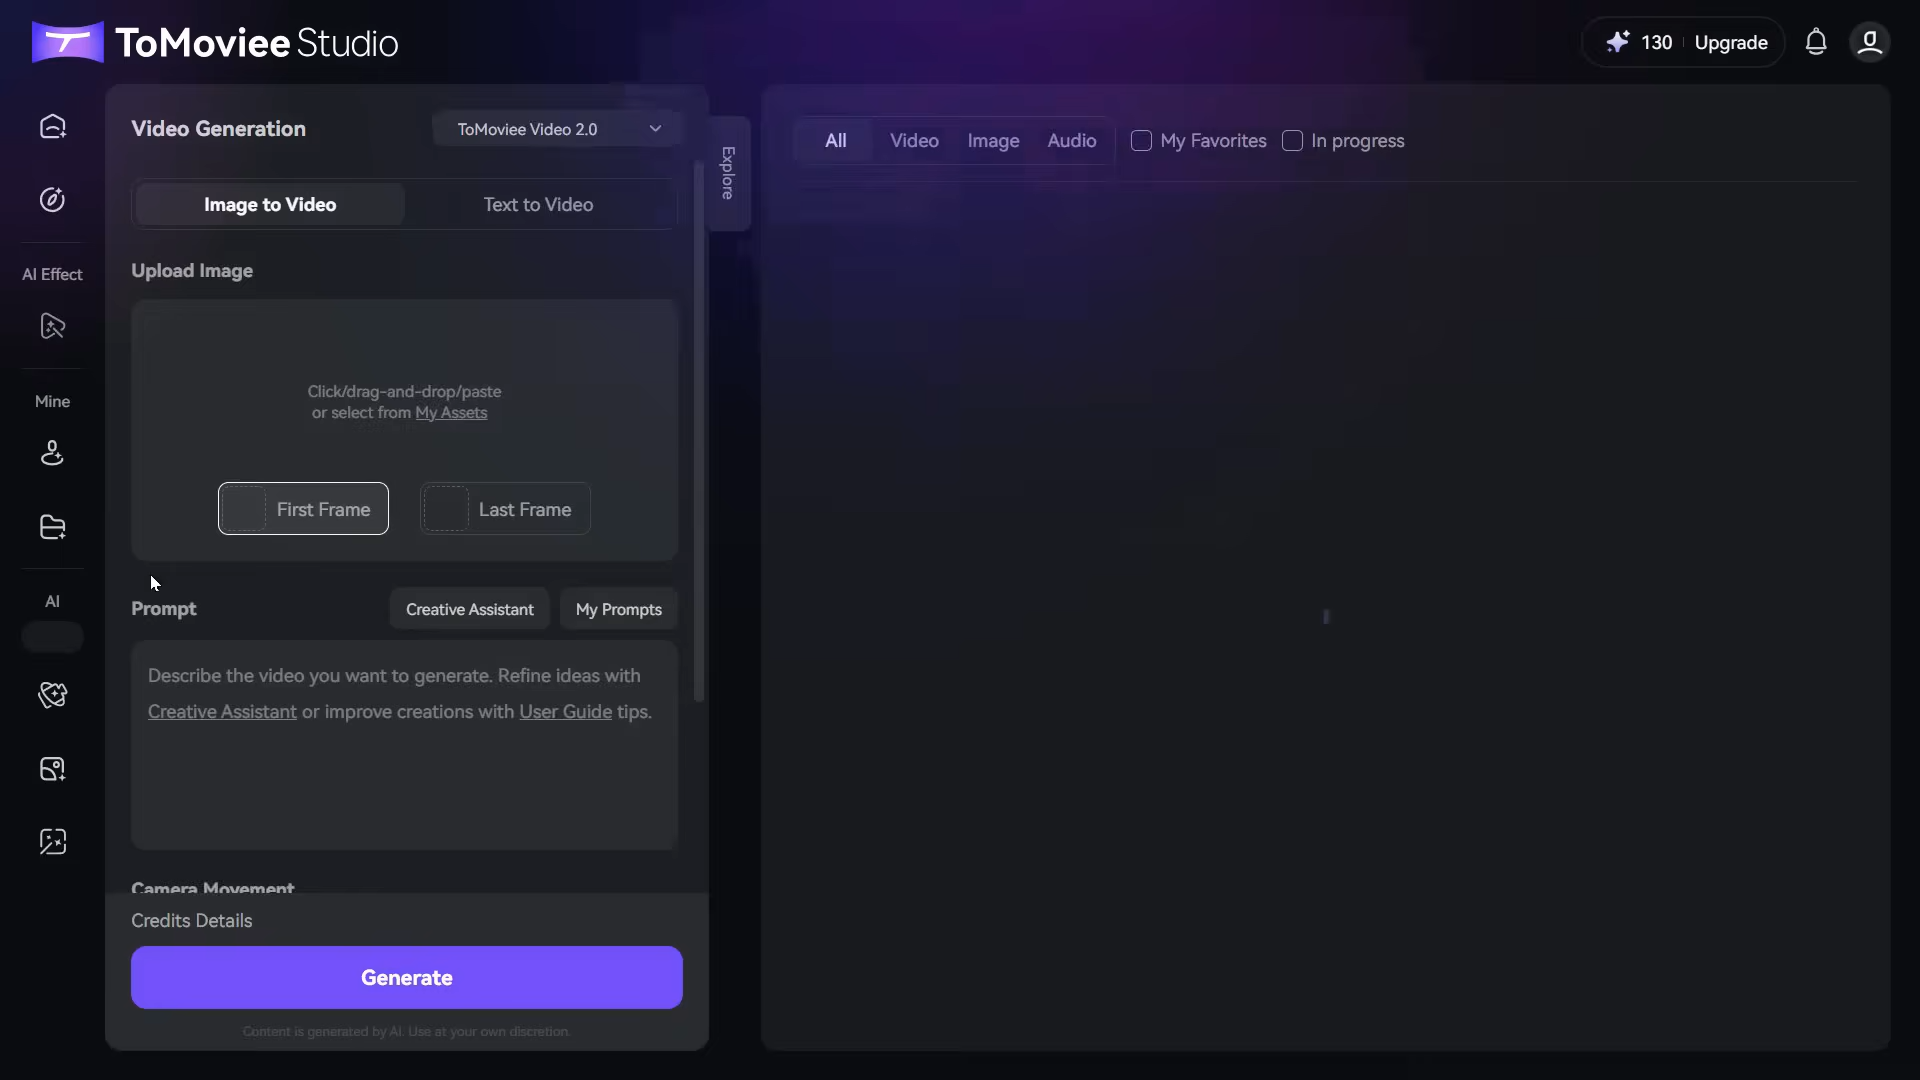 ToMoviee Studio
130 | Upgrade
Video Generation
ToMoviee Video 2.0
Explore
All
Video
Image
Audio
My Favorites
In progress
Image to Video
Text to Video
AI Effect
Upload Image
Click/drag-and-drop/paste
or select from My Assets
Mine
First Frame
Last Frame
AI
Prompt
Creative Assistant
My Prompts
Describe the video you want to generate. Refine ideas with
Creative Assistant or improve creations with User Guide tips.
Camera Movement
Credits Details
Generate
Content is generated by AI. Use at your own discretion.